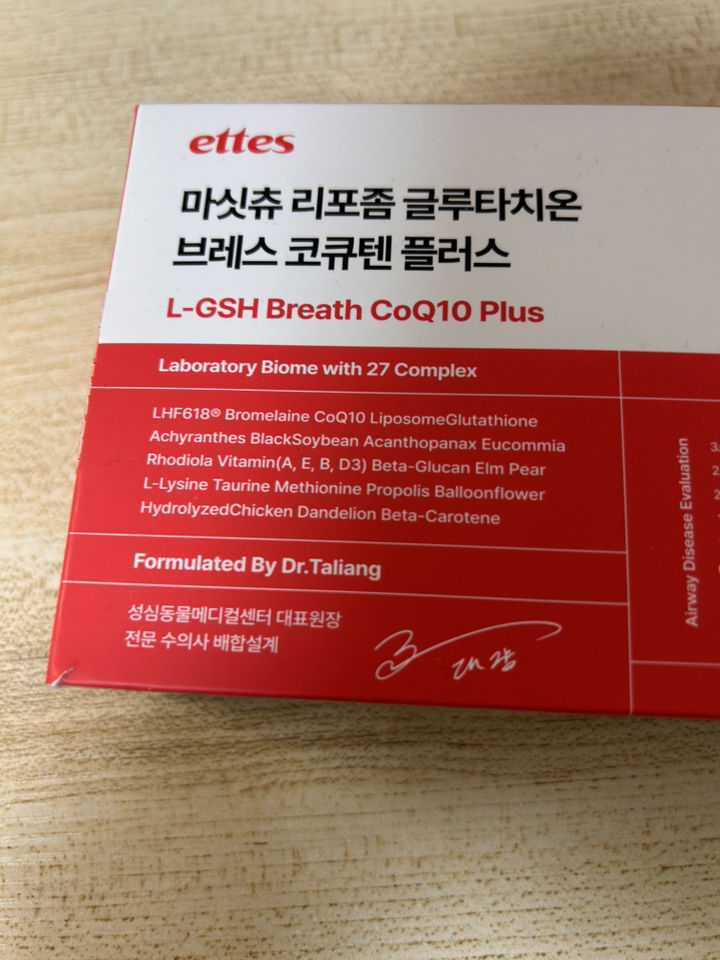 ettes
마싯츄 리포좀 글루타치온
브레스 코큐텐 플러스
L-GSH Breath CoQ10 Plus
Laboratory Biome with 27 Complex
LHF618® Bromelaine CoQ10 LiposomeGlutathione
Achyranthes BlackSoybean Acanthopanax Eucommia
Rhodiola Vitamin(A, E, B, D3) Beta-Glucan Elm Pear
L-Lysine Taurine Methionine Propolis Balloonflower
HydrolyzedChicken Dandelion Beta-Carotene
Formulated By Dr.Taliang
성심동물메디컬센터 대표원장
전문 수의사 배합설계
Airway Disease Evaluation